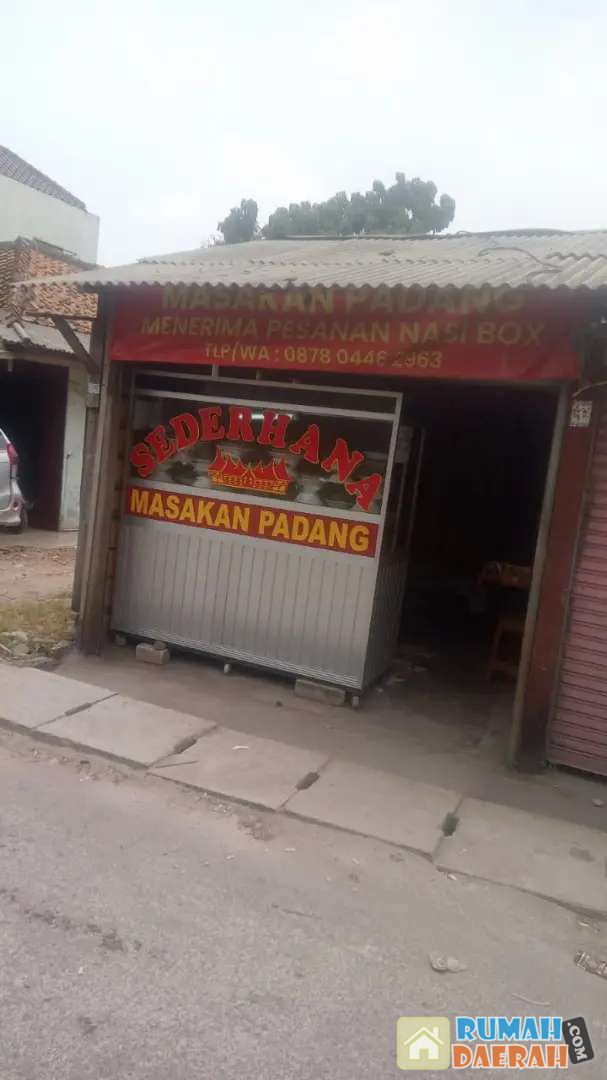 MASAKAN PADANG
MENERIMA PESANAN NASI BOX
TLP/WA : 0878 0446 2963
SEDERHANA
MASAKAN PADANG
RUMAH
DAERAH
.COM